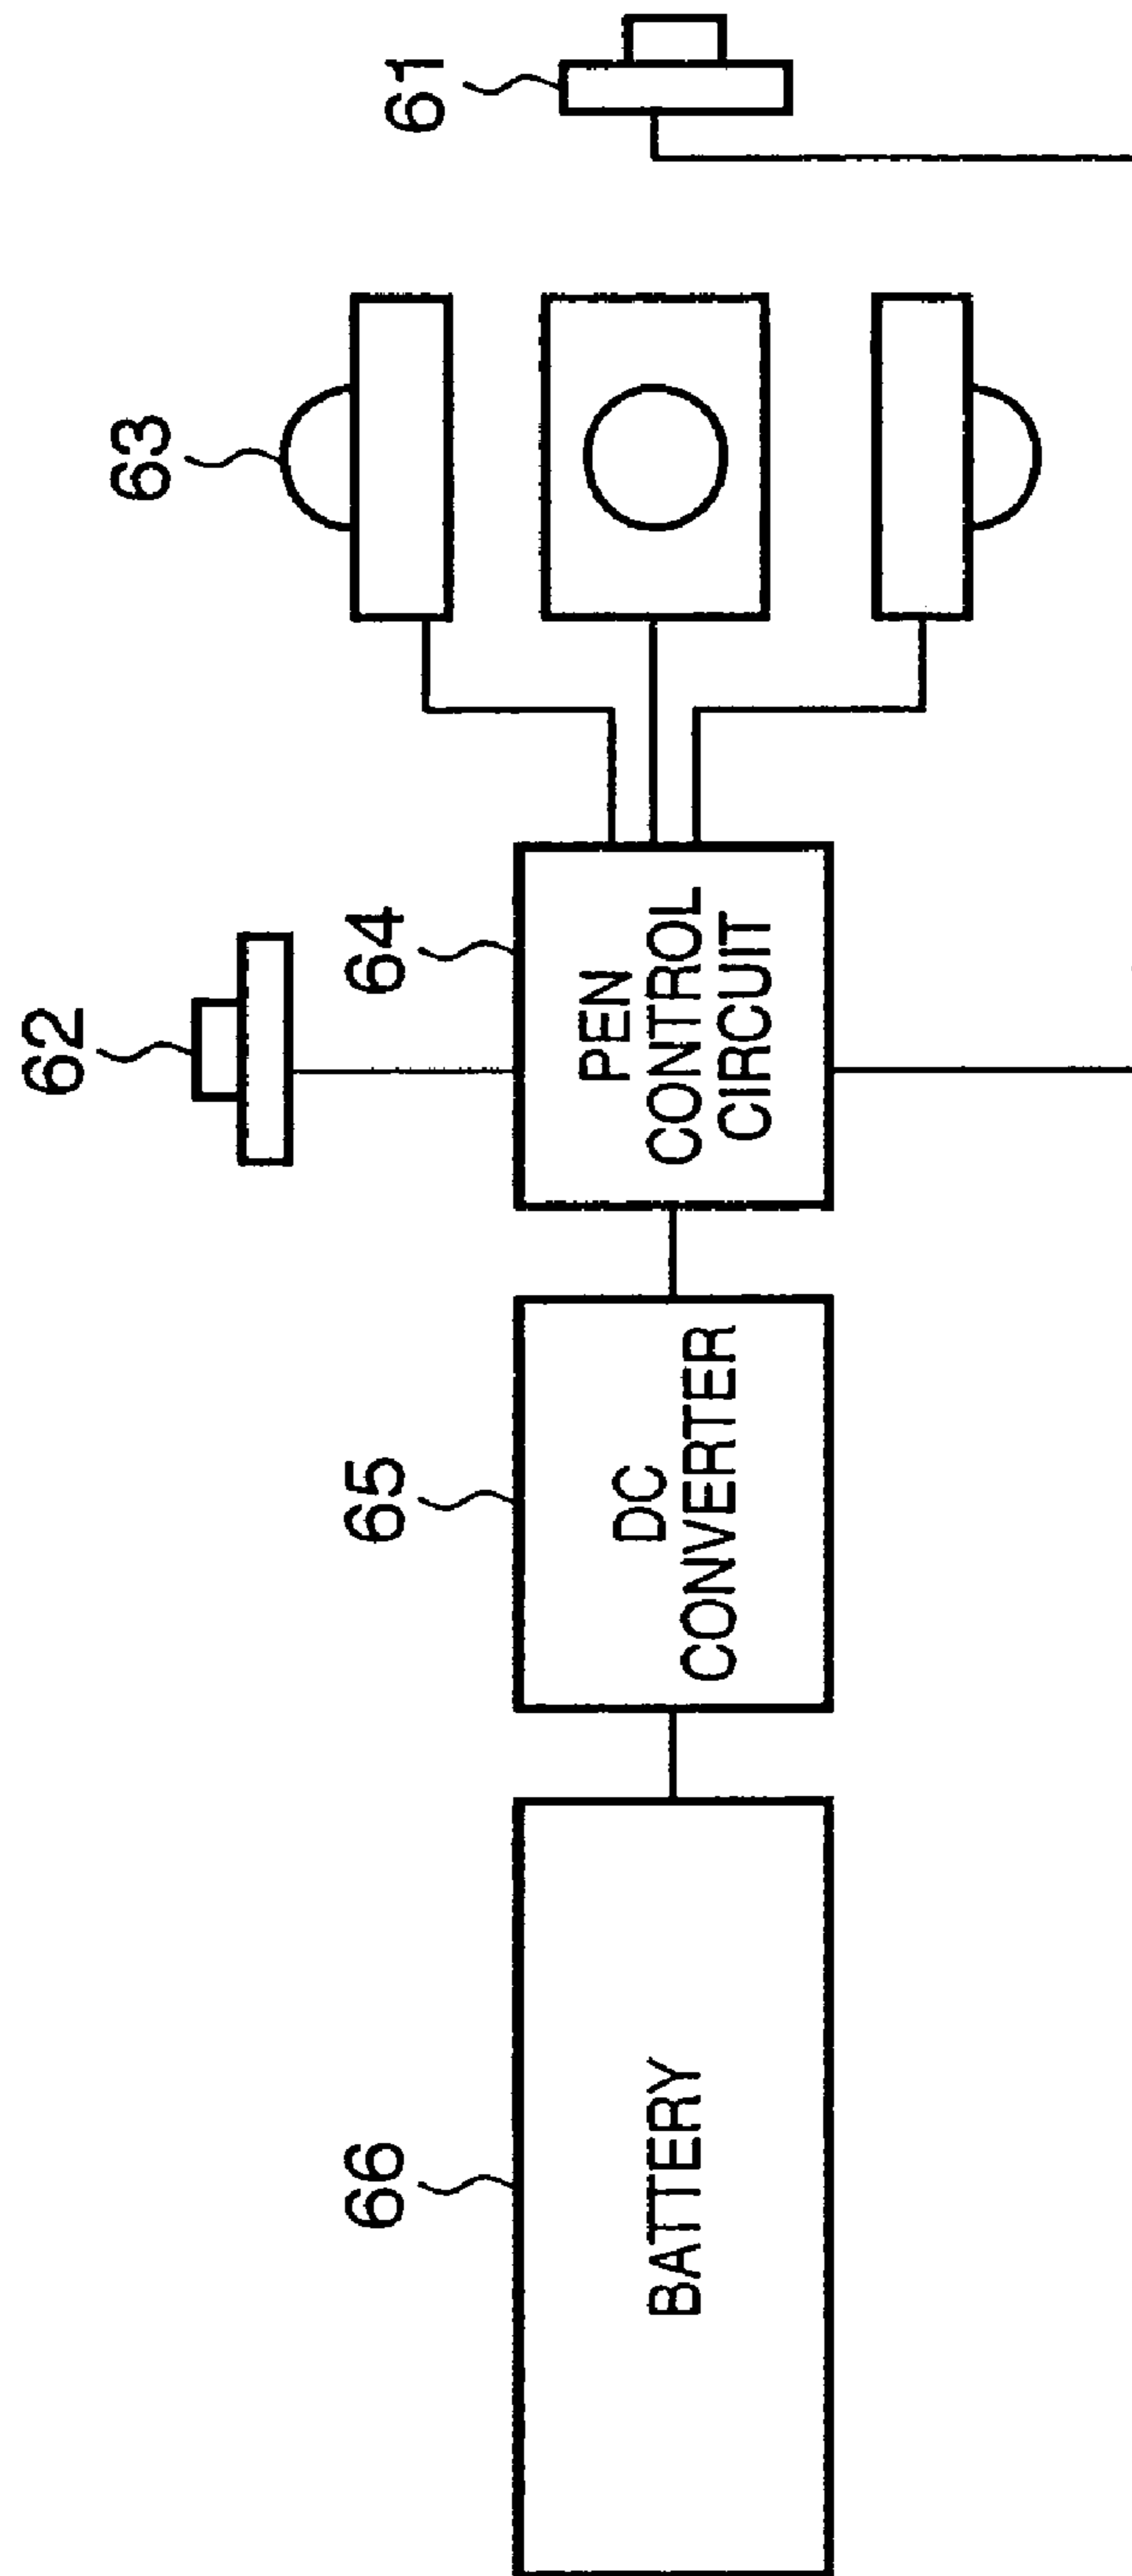 61
63
62
64
PEN
CONTROL
CIRCUIT
65
DC
CONVERTER
66
BATTERY